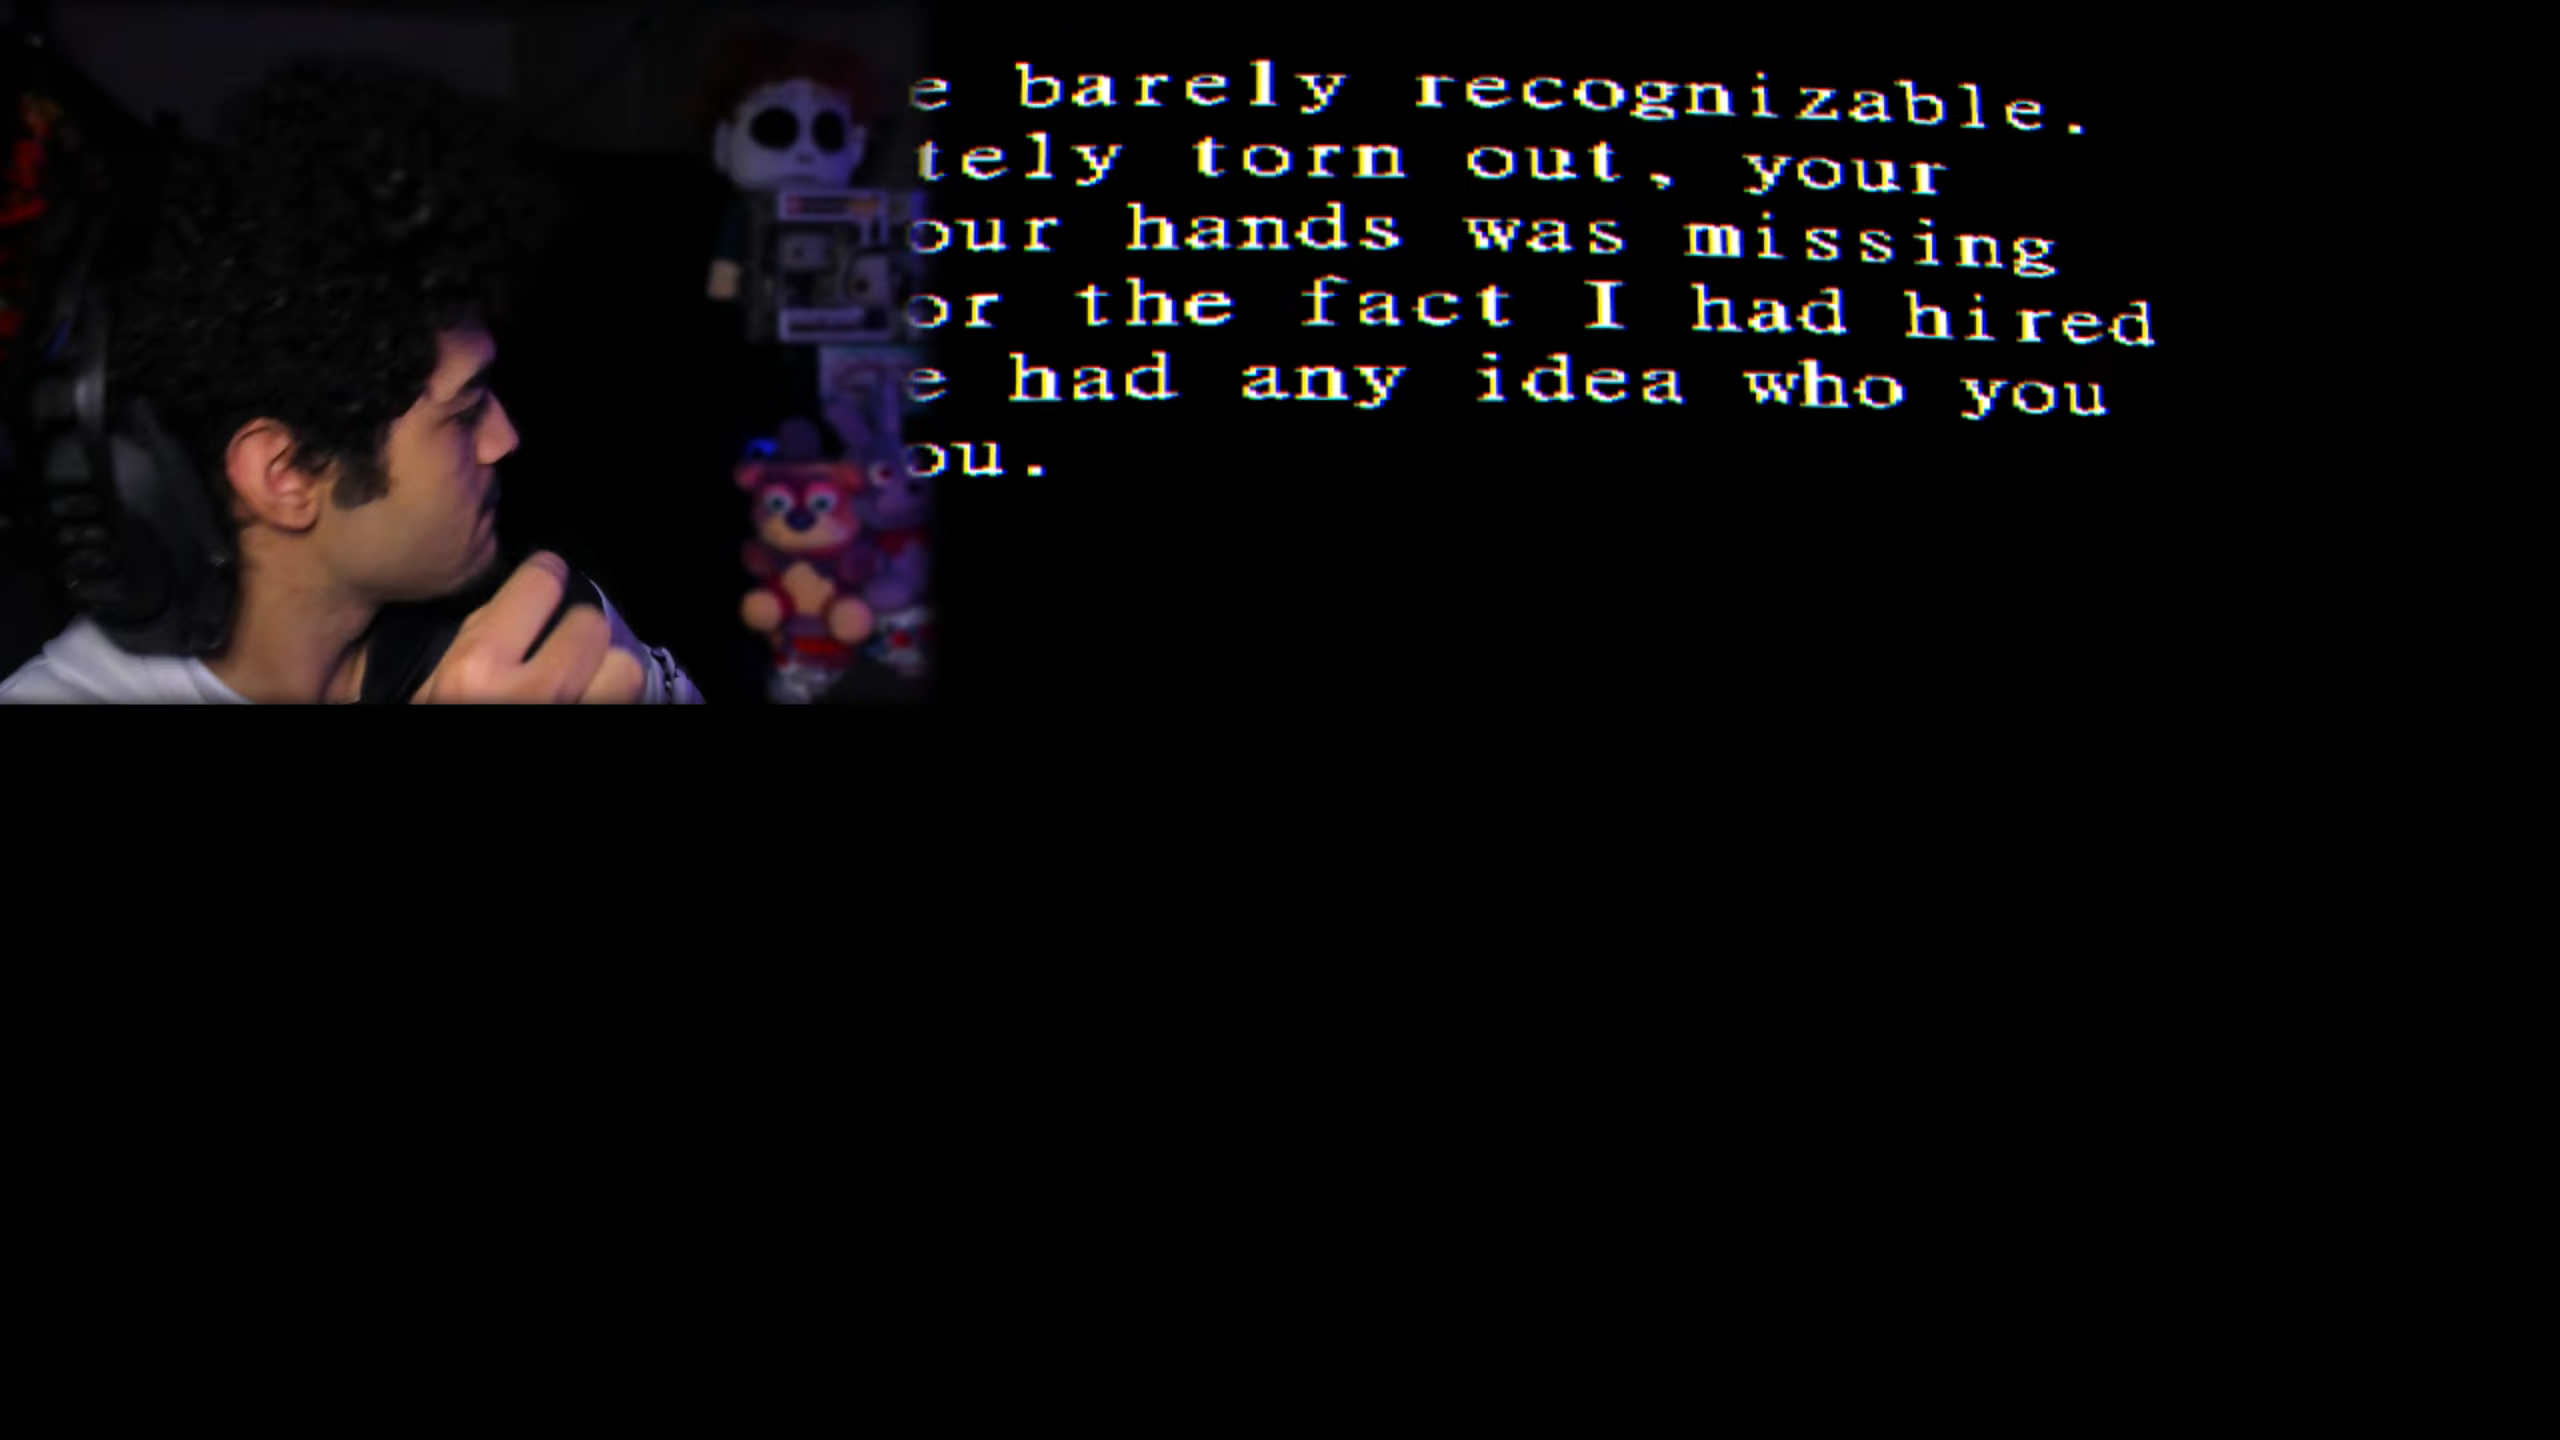 e barely recognizable.
tely torn out, your
our hands was missing
or the fact I had hired
e had any idea who you
ou.